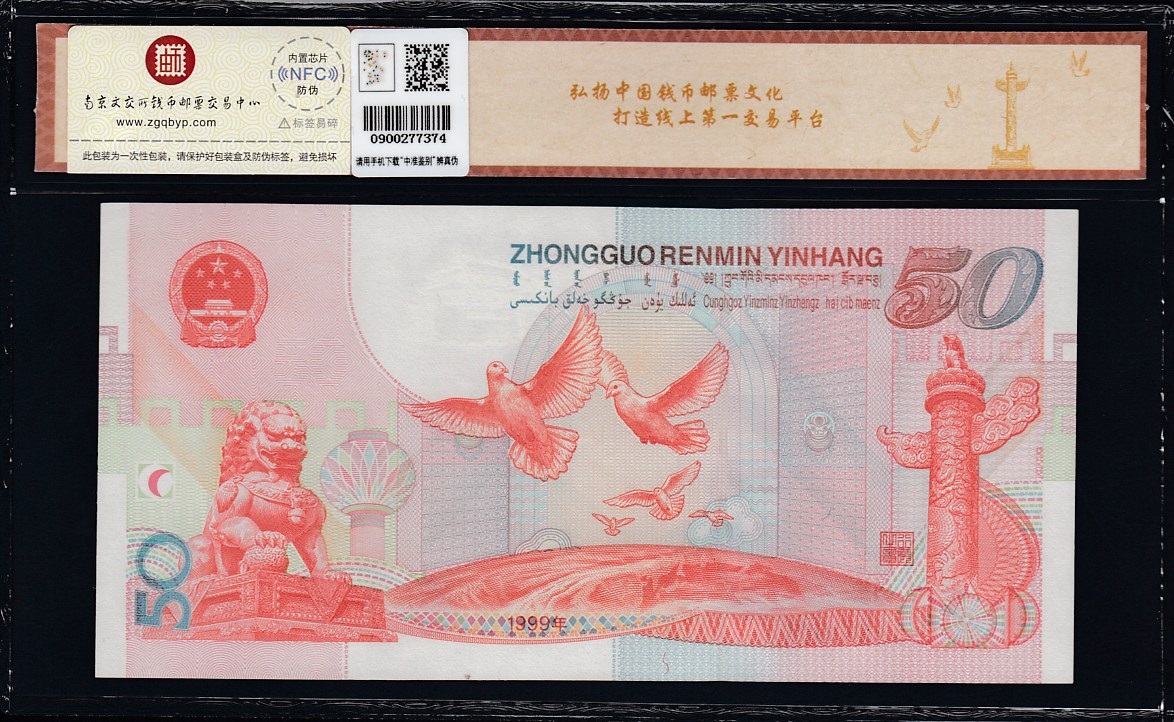 内置芯片
NFC
防伪
南京文交所钱币邮票交易中心
www.zgqbyp.com
标签易碎
此包装为一次性包装，请保护好包装盒及防伪标签，避免损坏
0900277374
请用手机下载"中准鉴别"辨真伪
弘扬中国钱币邮票文化
打造线上第一交易平台
ZHONGGUO RENMIN YINHANG
50
Cunghgoz Yinzminz Yinzhangz haj cib maenz
50
1999年